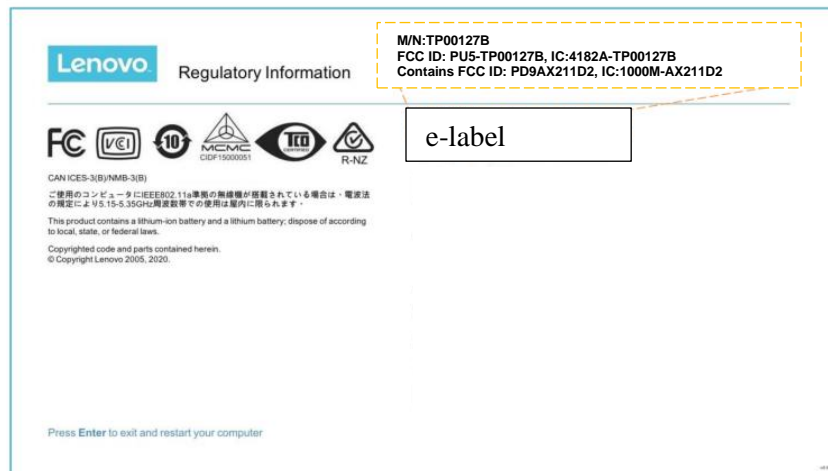 Lenovo
Regulatory Information
M/N:TP00127B
FCC ID: PU5-TP00127B, IC:4182A-TP00127B
Contains FCC ID: PD9AX211D2, IC:1000M-AX211D2
e-label
FC VCI 10 MCMC TCO
CERTIFIED
CIDF15000051
R-NZ
CAN ICES-3(B)/NMB-3(B)
ご使用のコンピュータにIEEE802.11a準拠の無線機が搭載されている場合は・電波法
の規定により5.15-5.35GHz周波数帯での使用は屋内に限られます・
This product contains a lithium-ion battery and a lithium battery; dispose of according
to local, state, or federal laws.
Copyrighted code and parts contained herein.
© Copyright Lenovo 2005, 2020.
Press Enter to exit and restart your computer